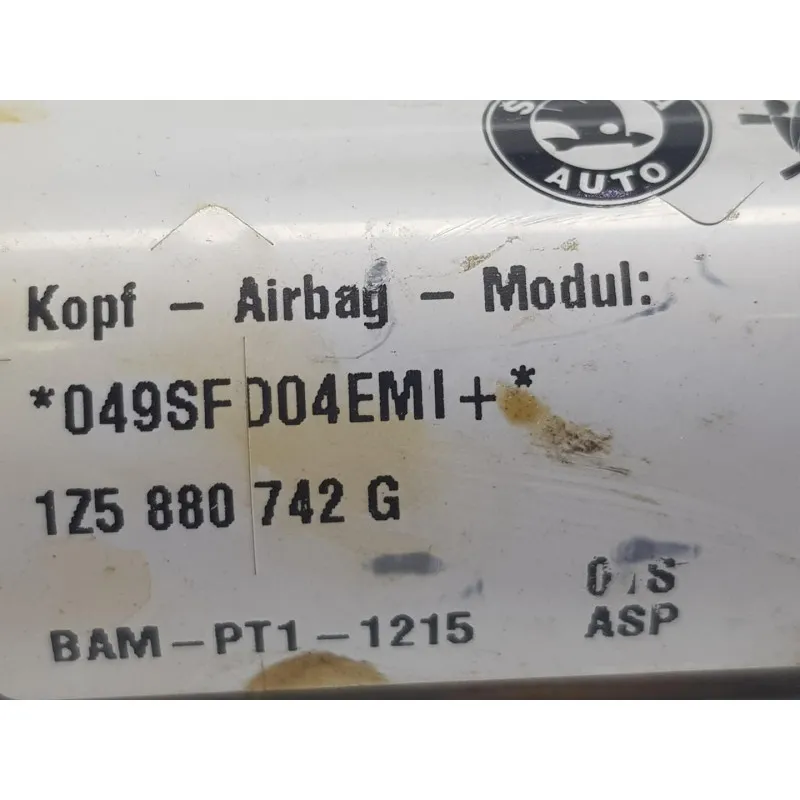 AUTO
Kopf - Airbag - Modul:
*049SFD04EMI+*
1Z5 880 742 G
ASP
BAM-PT1-1215